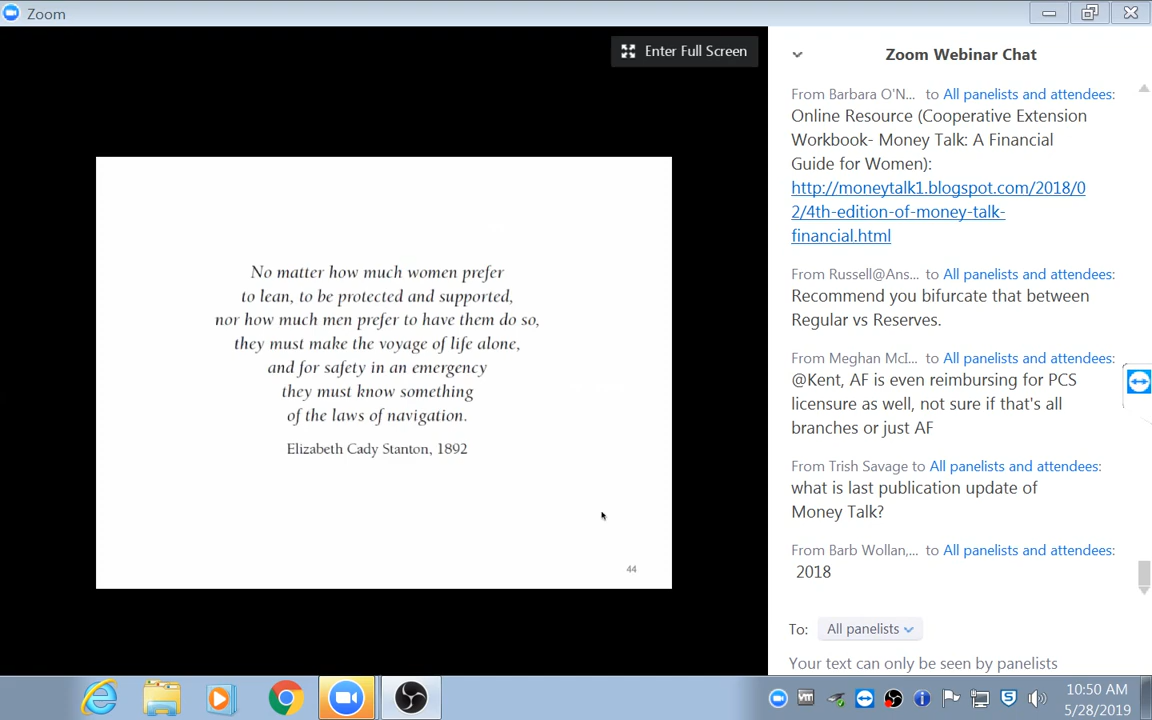 Zoom
Enter Full Screen
No matter how much women prefer
to lean, to be protected and supported,
nor how much men prefer to have them do so,
they must make the voyage of life alone,
and for safety in an emergency
they must know something
of the laws of navigation.
Elizabeth Cady Stanton, 1892
44
Zoom Webinar Chat
From Barbara O'N... to All panelists and attendees:
Online Resource (Cooperative Extension
Workbook- Money Talk: A Financial
Guide for Women):
http://moneytalk1.blogspot.com/2018/0
2/4th-edition-of-money-talk-
financial.html
From Russell@Ans... to All panelists and attendees:
Recommend you bifurcate that between
Regular vs Reserves.
From Meghan McI... to All panelists and attendees:
@Kent, AF is even reimbursing for PCS
licensure as well, not sure if that's all
branches or just AF
From Trish Savage to All panelists and attendees:
what is last publication update of
Money Talk?
From Barb Wollan,... to All panelists and attendees:
2018
To: All panelists
Your text can only be seen by panelists
10:50 AM
5/28/2019